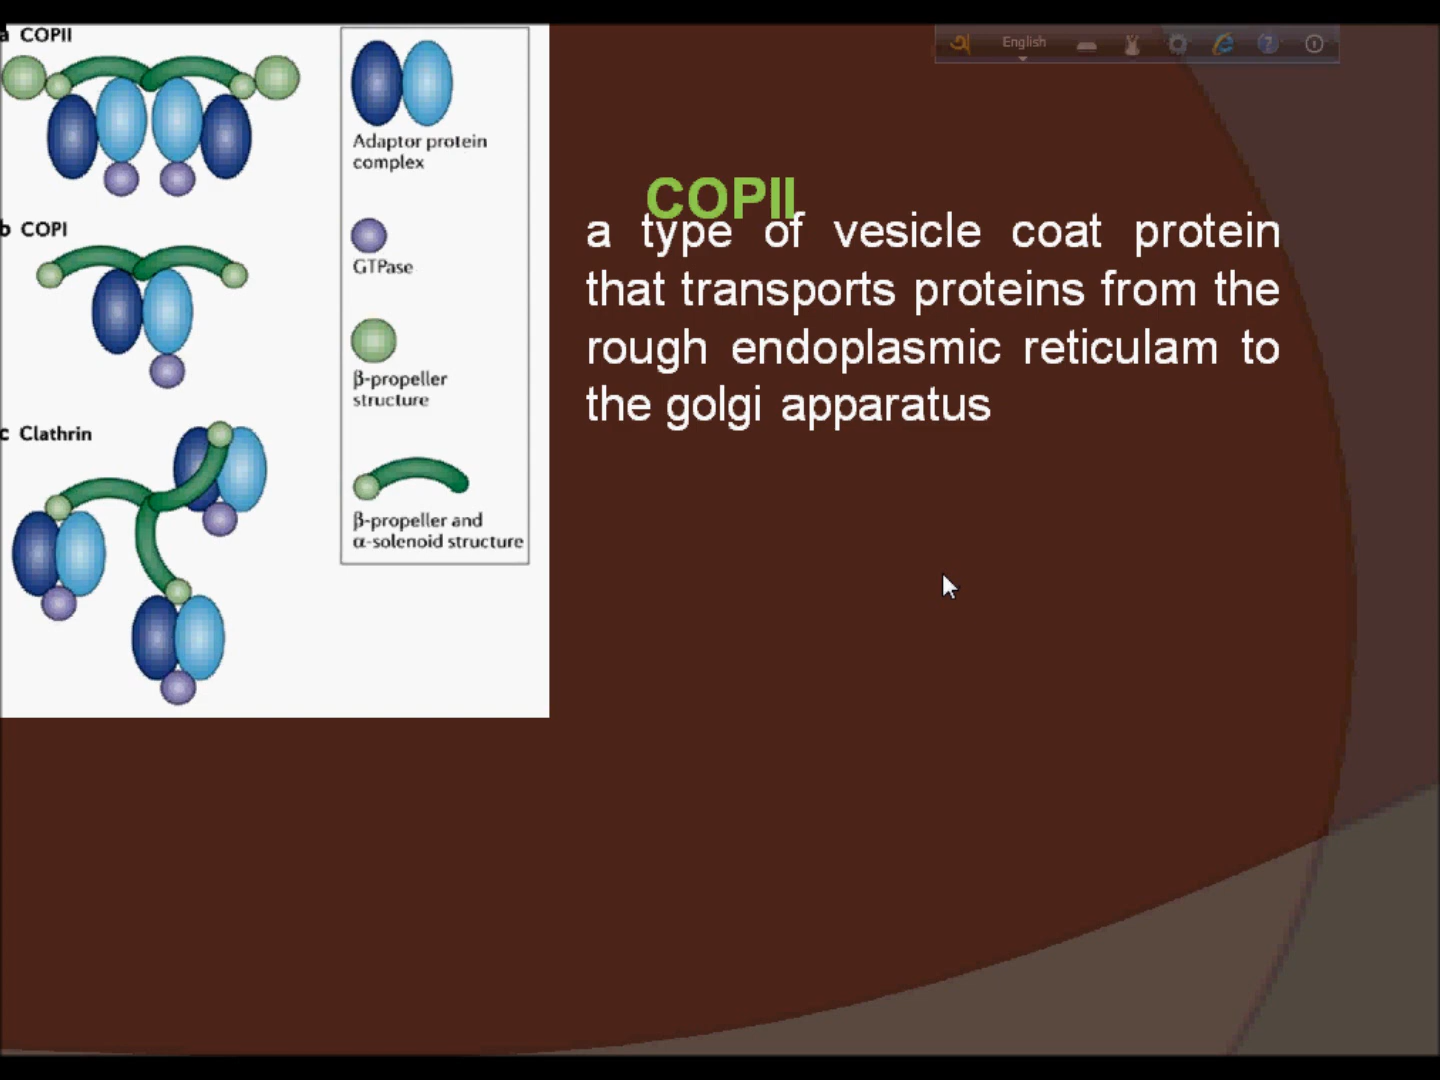 a COPII
b COPI
c Clathrin
Adaptor protein
complex
GTPase
β-propeller
structure
β-propeller and
α-solenoid structure
English
COPII
a type of vesicle coat protein
that transports proteins from the
rough endoplasmic reticulam to
the golgi apparatus